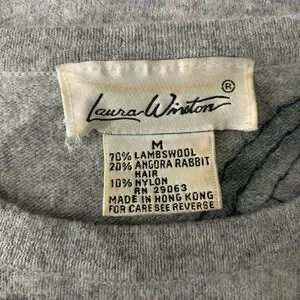 Laura Winston ®
M
70% LAMBSWOOL
20% ANGORA RABBIT
HAIR
10% NYLON
RN 29063
MADE IN HONG KONG
FOR CARE SEE REVERSE